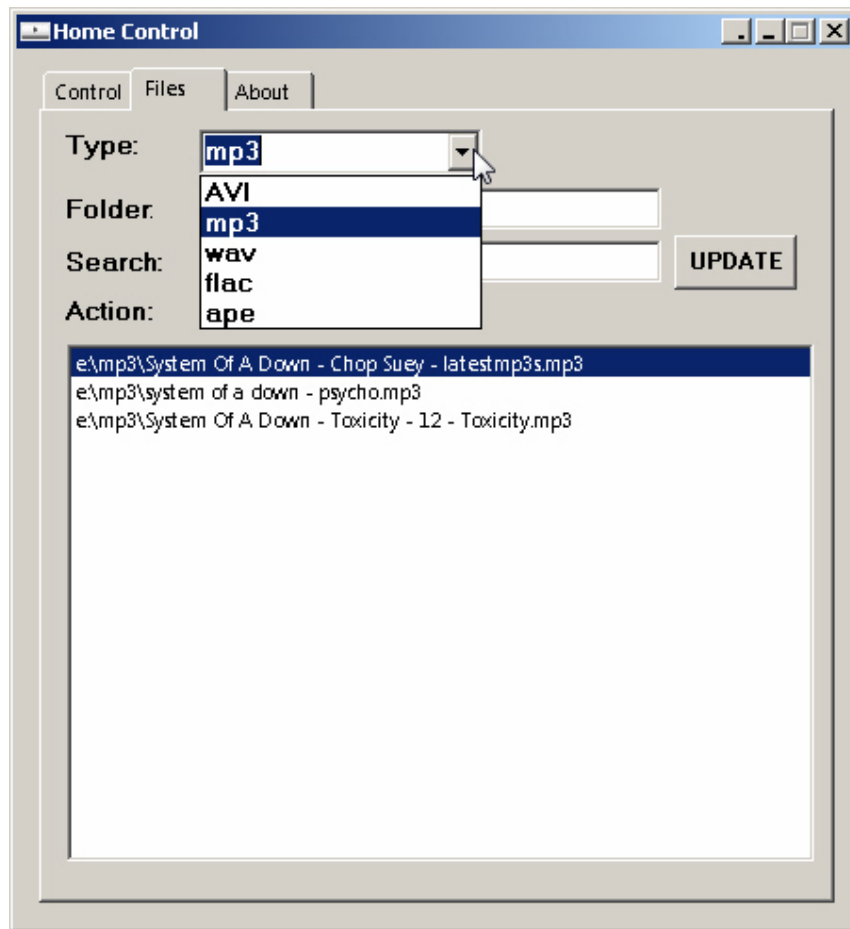 Home Control
Control Files About
Type: mp3
AVI
Folder:
mp3
Search:
wav
UPDATE
flac
Action:
ape
e:\mp3\System Of A Down - Chop Suey - latestmp3s.mp3
e:\mp3\system of a down - psycho.mp3
e:\mp3\System Of A Down - Toxicity - 12 - Toxicity.mp3